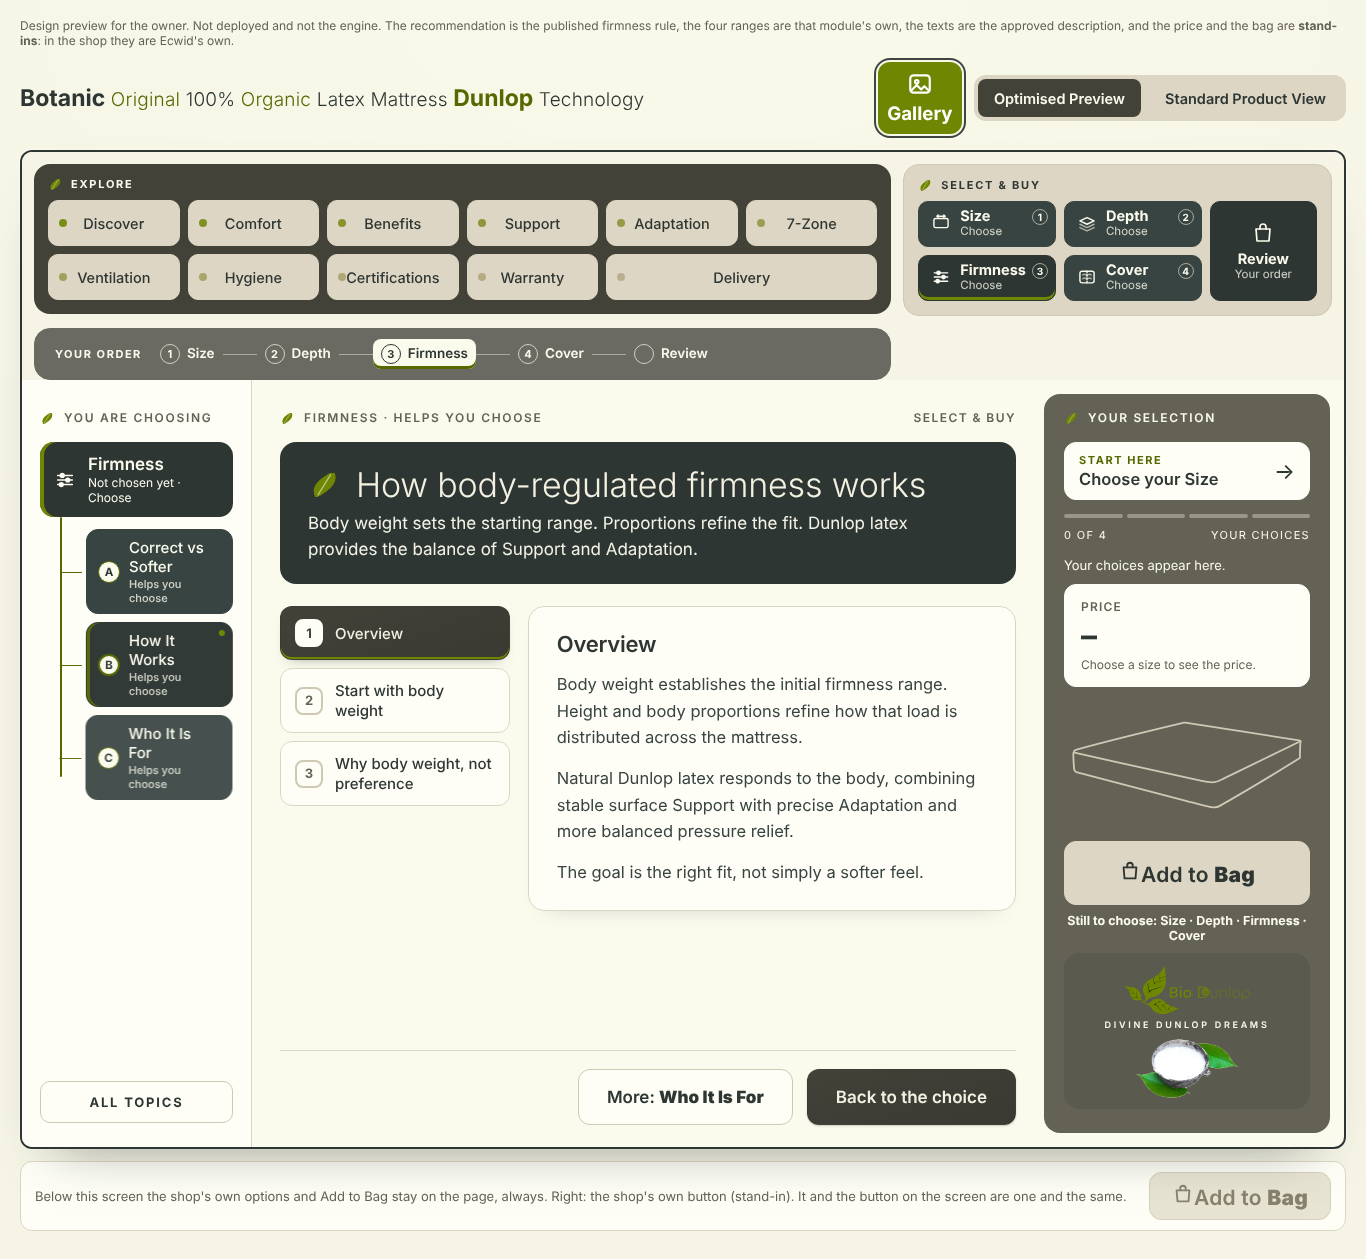 Design preview for the owner. Not deployed and not the engine. The recommendation is the published firmness rule, the four ranges are that module's own, the texts are the approved description, and the price and the bag are stand-
ins: in the shop they are Ecwid's own.
Botanic Original 100% Organic Latex Mattress Dunlop Technology
Gallery
Optimised Preview
Standard Product View
EXPLORE
Discover
Comfort
Benefits
Support
Adaptation
7-Zone
Ventilation
Hygiene
Certifications
Warranty
Delivery
SELECT & BUY
Size 1
Choose
Depth 2
Choose
Firmness 3
Choose
Cover 4
Choose
Review
Your order
YOUR ORDER 1 Size 2 Depth 3 Firmness 4 Cover Review
YOU ARE CHOOSING
Firmness
Not chosen yet ·
Choose
A
Correct vs
Softer
Helps you
choose
B
How It
Works
Helps you
choose
C
Who It Is
For
Helps you
choose
ALL TOPICS
FIRMNESS · HELPS YOU CHOOSE
SELECT & BUY
How body-regulated firmness works
Body weight sets the starting range. Proportions refine the fit. Dunlop latex
provides the balance of Support and Adaptation.
1 Overview
2 Start with body
weight
3 Why body weight, not
preference
Overview
Body weight establishes the initial firmness range.
Height and body proportions refine how that load is
distributed across the mattress.
Natural Dunlop latex responds to the body, combining
stable surface Support with precise Adaptation and
more balanced pressure relief.
The goal is the right fit, not simply a softer feel.
More: Who It Is For
Back to the choice
YOUR SELECTION
START HERE
Choose your Size
0 OF 4
YOUR CHOICES
Your choices appear here.
PRICE
–
Choose a size to see the price.
Add to Bag
Still to choose: Size · Depth · Firmness ·
Cover
Bio Dunlop
DIVINE DUNLOP DREAMS
Below this screen the shop's own options and Add to Bag stay on the page, always. Right: the shop's own button (stand-in). It and the button on the screen are one and the same.
Add to Bag